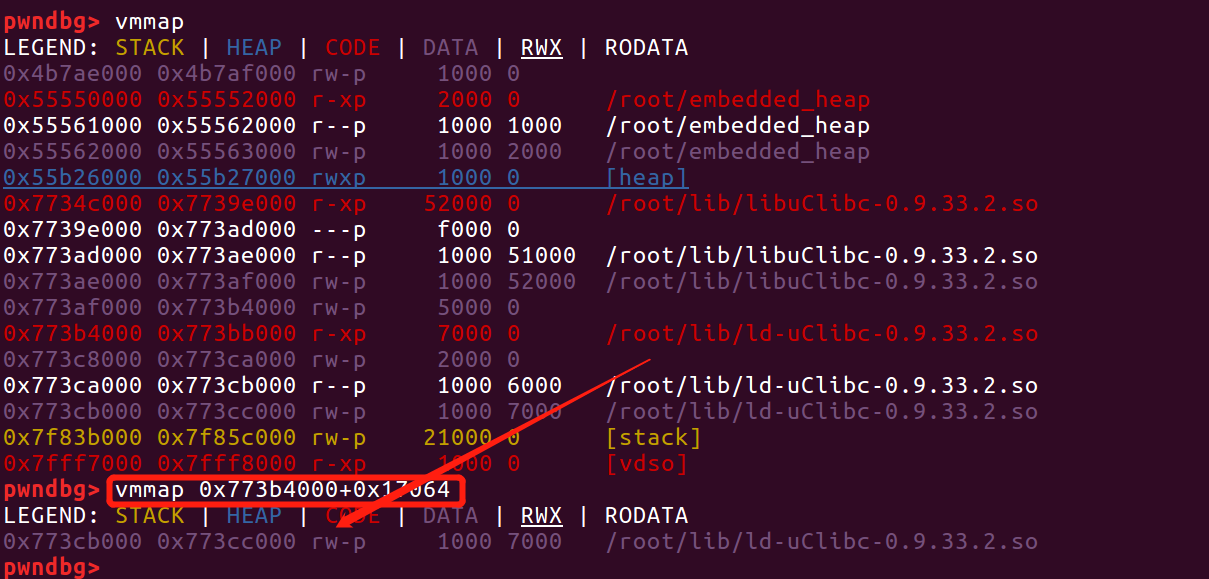 pwndbg> vmmap
LEGEND: STACK | HEAP | CODE | DATA | RWX | RODATA
0x4b7ae000 0x4b7af000 rw-p 1000 0
0x55550000 0x55552000 r-xp 2000 0 /root/embedded_heap
0x55561000 0x55562000 r--p 1000 1000 /root/embedded_heap
0x55562000 0x55563000 rw-p 1000 2000 /root/embedded_heap
0x55b26000 0x55b27000 rwxp 1000 0 [heap]
0x7734c000 0x7739e000 r-xp 52000 0 /root/lib/libuClibc-0.9.33.2.so
0x7739e000 0x773ad000 ---p f000 0
0x773ad000 0x773ae000 r--p 1000 51000 /root/lib/libuClibc-0.9.33.2.so
0x773ae000 0x773af000 rw-p 1000 52000 /root/lib/libuClibc-0.9.33.2.so
0x773af000 0x773b4000 rw-p 5000 0
0x773b4000 0x773bb000 r-xp 7000 0 /root/lib/ld-uClibc-0.9.33.2.so
0x773c8000 0x773ca000 rw-p 2000 0
0x773ca000 0x773cb000 r--p 1000 6000 /root/lib/ld-uClibc-0.9.33.2.so
0x773cb000 0x773cc000 rw-p 1000 7000 /root/lib/ld-uClibc-0.9.33.2.so
0x7f83b000 0x7f85c000 rw-p 21000 0 [stack]
0x7fff7000 0x7fff8000 r-xp 1000 0 [vdso]
pwndbg> vmmap 0x773b4000+0x17064
LEGEND: STACK | HEAP | CODE | DATA | RWX | RODATA
0x773cb000 0x773cc000 rw-p 1000 7000 /root/lib/ld-uClibc-0.9.33.2.so
pwndbg>